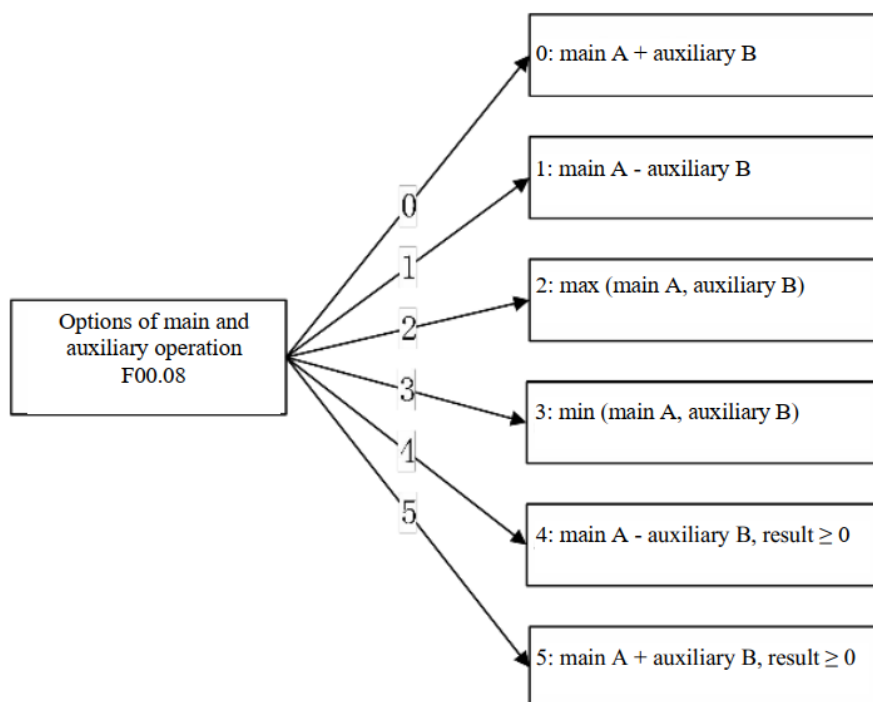 Options of main and
auxiliary operation
F00.08
0
1
2
3
4
5
0: main A + auxiliary B
1: main A - auxiliary B
2: max (main A, auxiliary B)
3: min (main A, auxiliary B)
4: main A - auxiliary B, result ≥ 0
5: main A + auxiliary B, result ≥ 0